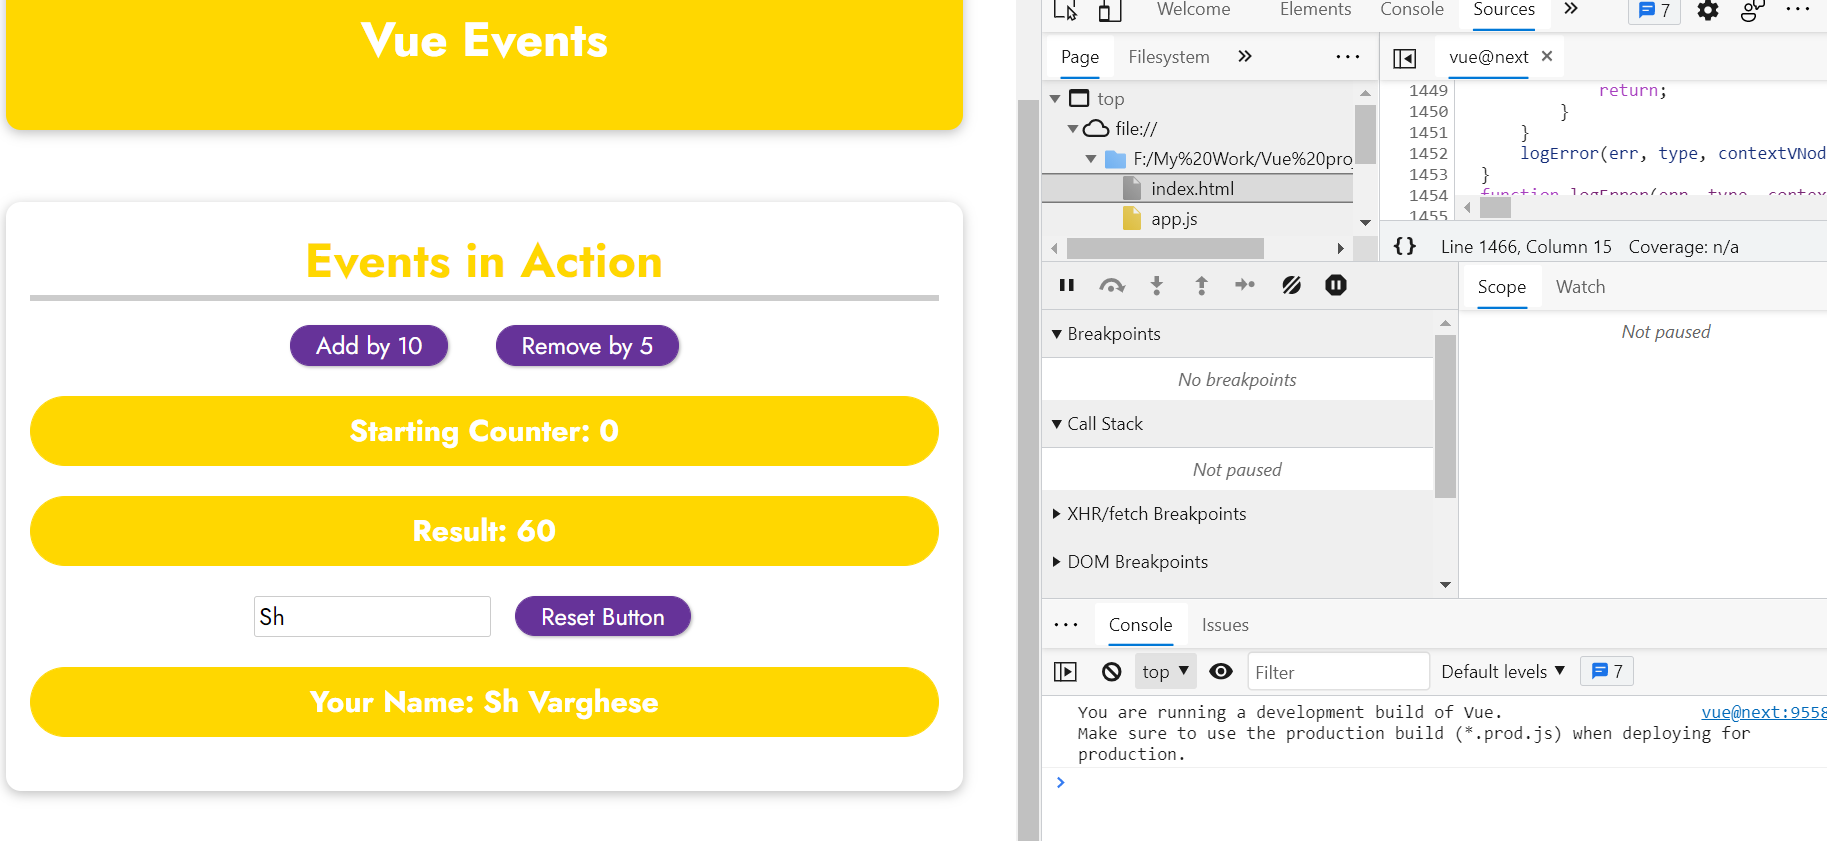 Vue Events
Events in Action
Add by 10
Remove by 5
Starting Counter: 0
Result: 60
Sh
Reset Button
Your Name: Sh Varghese
Welcome Elements Console Sources 7
Page Filesystem
top
file://
F:/My%20Work/Vue%20pro
index.html
app.js
vue@next
1449 return;
1450 }
1451 }
1452 logError(err, type, contextVNod
1453 }
1454 function logError(err, type, contex
1455
{} Line 1466, Column 15 Coverage: n/a
Scope Watch
Not paused
Breakpoints
No breakpoints
Call Stack
Not paused
XHR/fetch Breakpoints
DOM Breakpoints
Console Issues
top Filter Default levels 7
You are running a development build of Vue. vue@next:9558
Make sure to use the production build (*.prod.js) when deploying for
production.